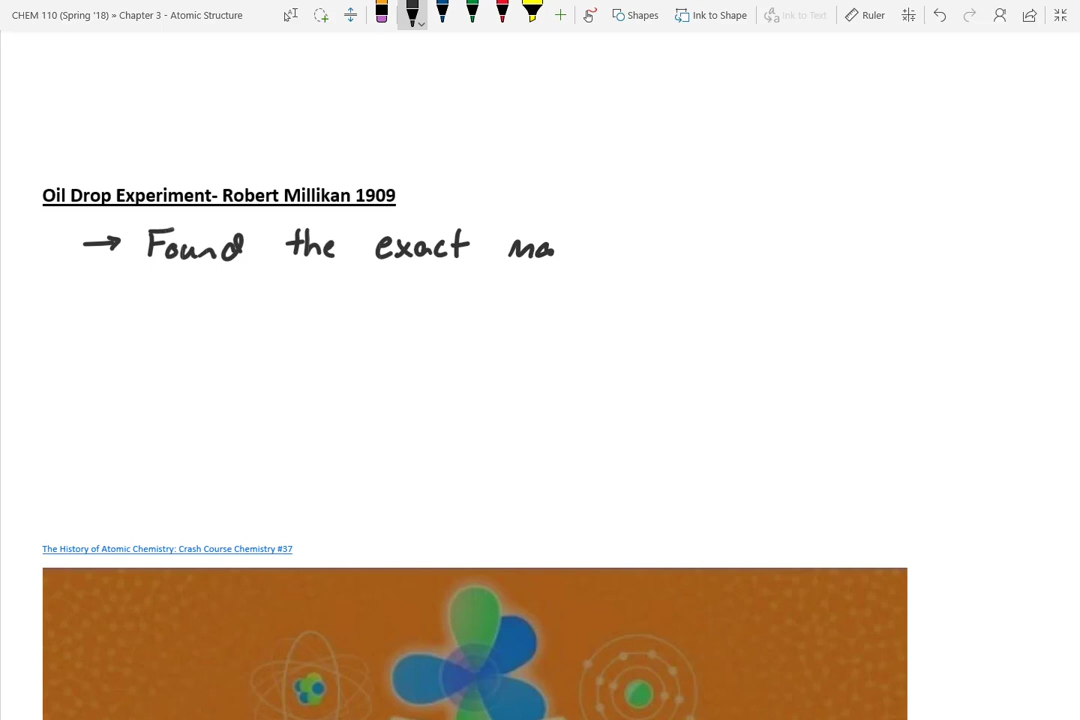 CHEM 110 (Spring '18) » Chapter 3 - Atomic Structure
Shapes
Ink to Shape
Ink to Text
Ruler
Oil Drop Experiment- Robert Millikan 1909
→ Found the exact ma
The History of Atomic Chemistry: Crash Course Chemistry #37